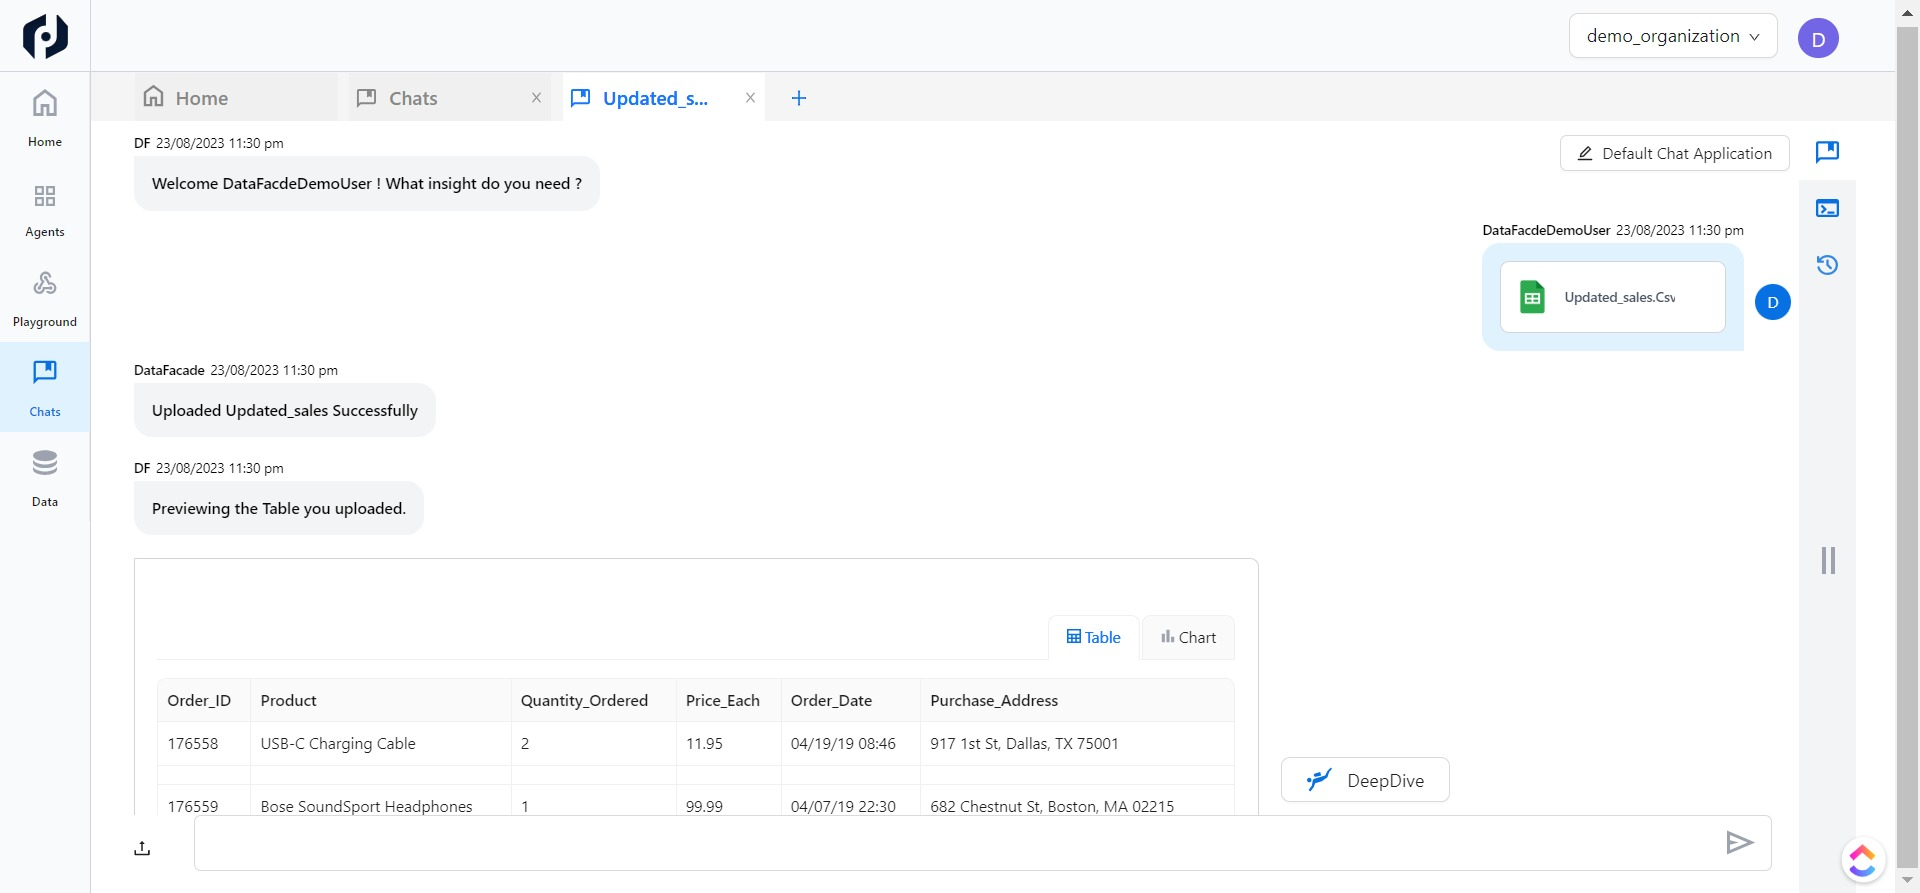 demo_organization
D
Home
Chats
Updated_s...
Home
Agents
Playground
Chats
Data
DF 23/08/2023 11:30 pm
Default Chat Application
Welcome DataFacdeDemoUser ! What insight do you need ?
DataFacdeDemoUser 23/08/2023 11:30 pm
Updated_sales.Csv
D
DataFacade 23/08/2023 11:30 pm
Uploaded Updated_sales Successfully
DF 23/08/2023 11:30 pm
Previewing the Table you uploaded.
Table Chart
Order_ID Product Quantity_Ordered Price_Each Order_Date Purchase_Address
176558 USB-C Charging Cable 2 11.95 04/19/19 08:46 917 1st St, Dallas, TX 75001
176559 Bose SoundSport Headphones 1 99.99 04/07/19 22:30 682 Chestnut St, Boston, MA 02215
DeepDive